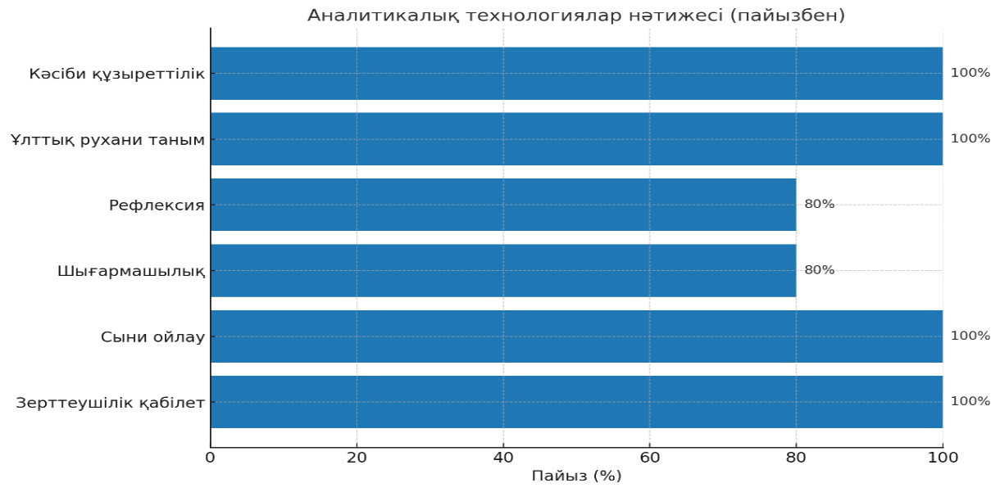 Аналитикалық технологиялар нәтижесі (пайызбен)
Кәсіби құзыреттілік
100%
Ұлттық рухани таным
100%
Рефлексия
80%
Шығармашылық
80%
Сыни ойлау
100%
Зерттеушілік қабілет
100%
0 20 40 60 80 100
Пайыз (%)